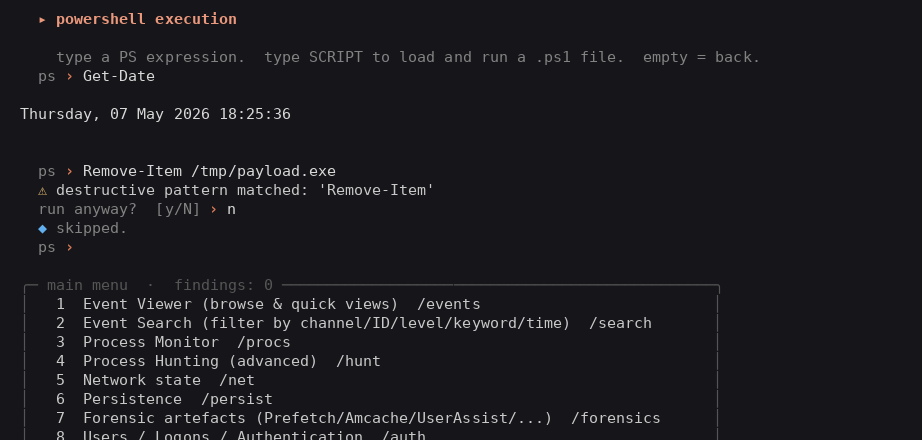 ▸ powershell execution
type a PS expression.  type SCRIPT to load and run a .ps1 file.  empty = back.
ps › Get-Date
Thursday, 07 May 2026 18:25:36
ps › Remove-Item /tmp/payload.exe
⚠ destructive pattern matched: 'Remove-Item'
run anyway?  [y/N] › n
◆ skipped.
ps ›
main menu  ·  findings: 0
1  Event Viewer (browse & quick views)  /events
2  Event Search (filter by channel/ID/level/keyword/time)  /search
3  Process Monitor  /procs
4  Process Hunting (advanced)  /hunt
5  Network state  /net
6  Persistence  /persist
7  Forensic artefacts (Prefetch/Amcache/UserAssist/...)  /forensics
8  Users / Logons / Authentication  /auth